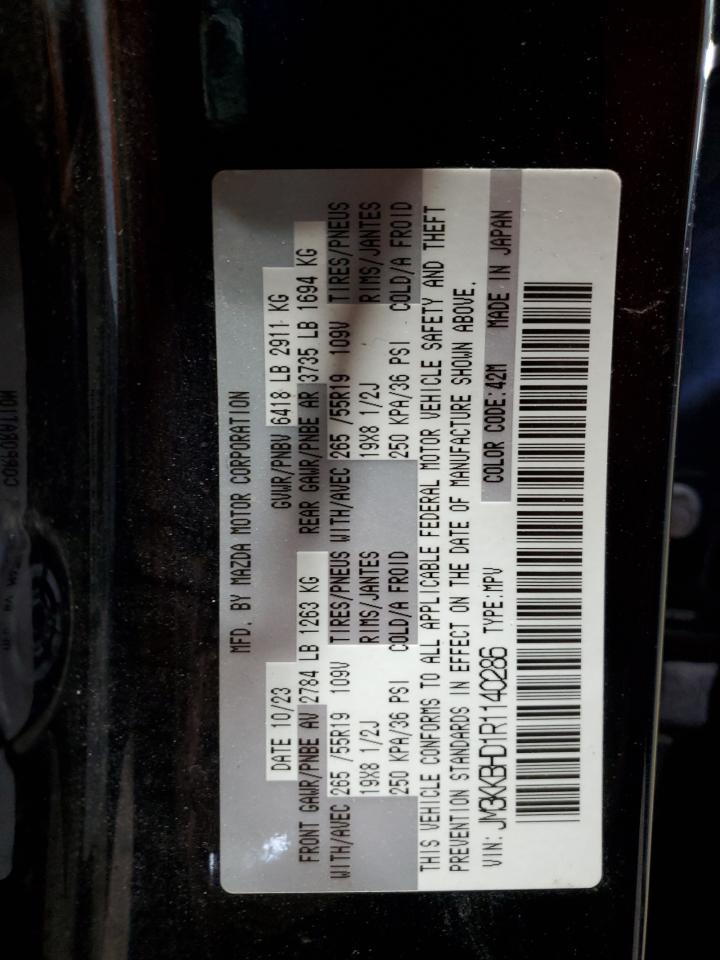 MFD. BY MAZDA MOTOR CORPORATION
DATE 10/23 GVWR/PNBV 6418 LB 2911 KG
FRONT GAWR/PNBE AV 2784 LB 1263 KG REAR GAWR/PNBE AR 3735 LB 1694 KG
WITH/AVEC 265 /55R19 109V TIRES/PNEUS WITH/AVEC 265 /55R19 109V TIRES/PNEUS
19X8 1/2J RIMS/JANTES 19X8 1/2J RIMS/JANTES
250 KPA/36 PSI COLD/A FROID 250 KPA/36 PSI COLD/A FROID
THIS VEHICLE CONFORMS TO ALL APPLICABLE FEDERAL MOTOR VEHICLE SAFETY AND THEFT
PREVENTION STANDARDS IN EFFECT ON THE DATE OF MANUFACTURE SHOWN ABOVE.
VIN: JM3KKBHD1R1140286 TYPE:MPV COLOR CODE:42M MADE IN JAPAN